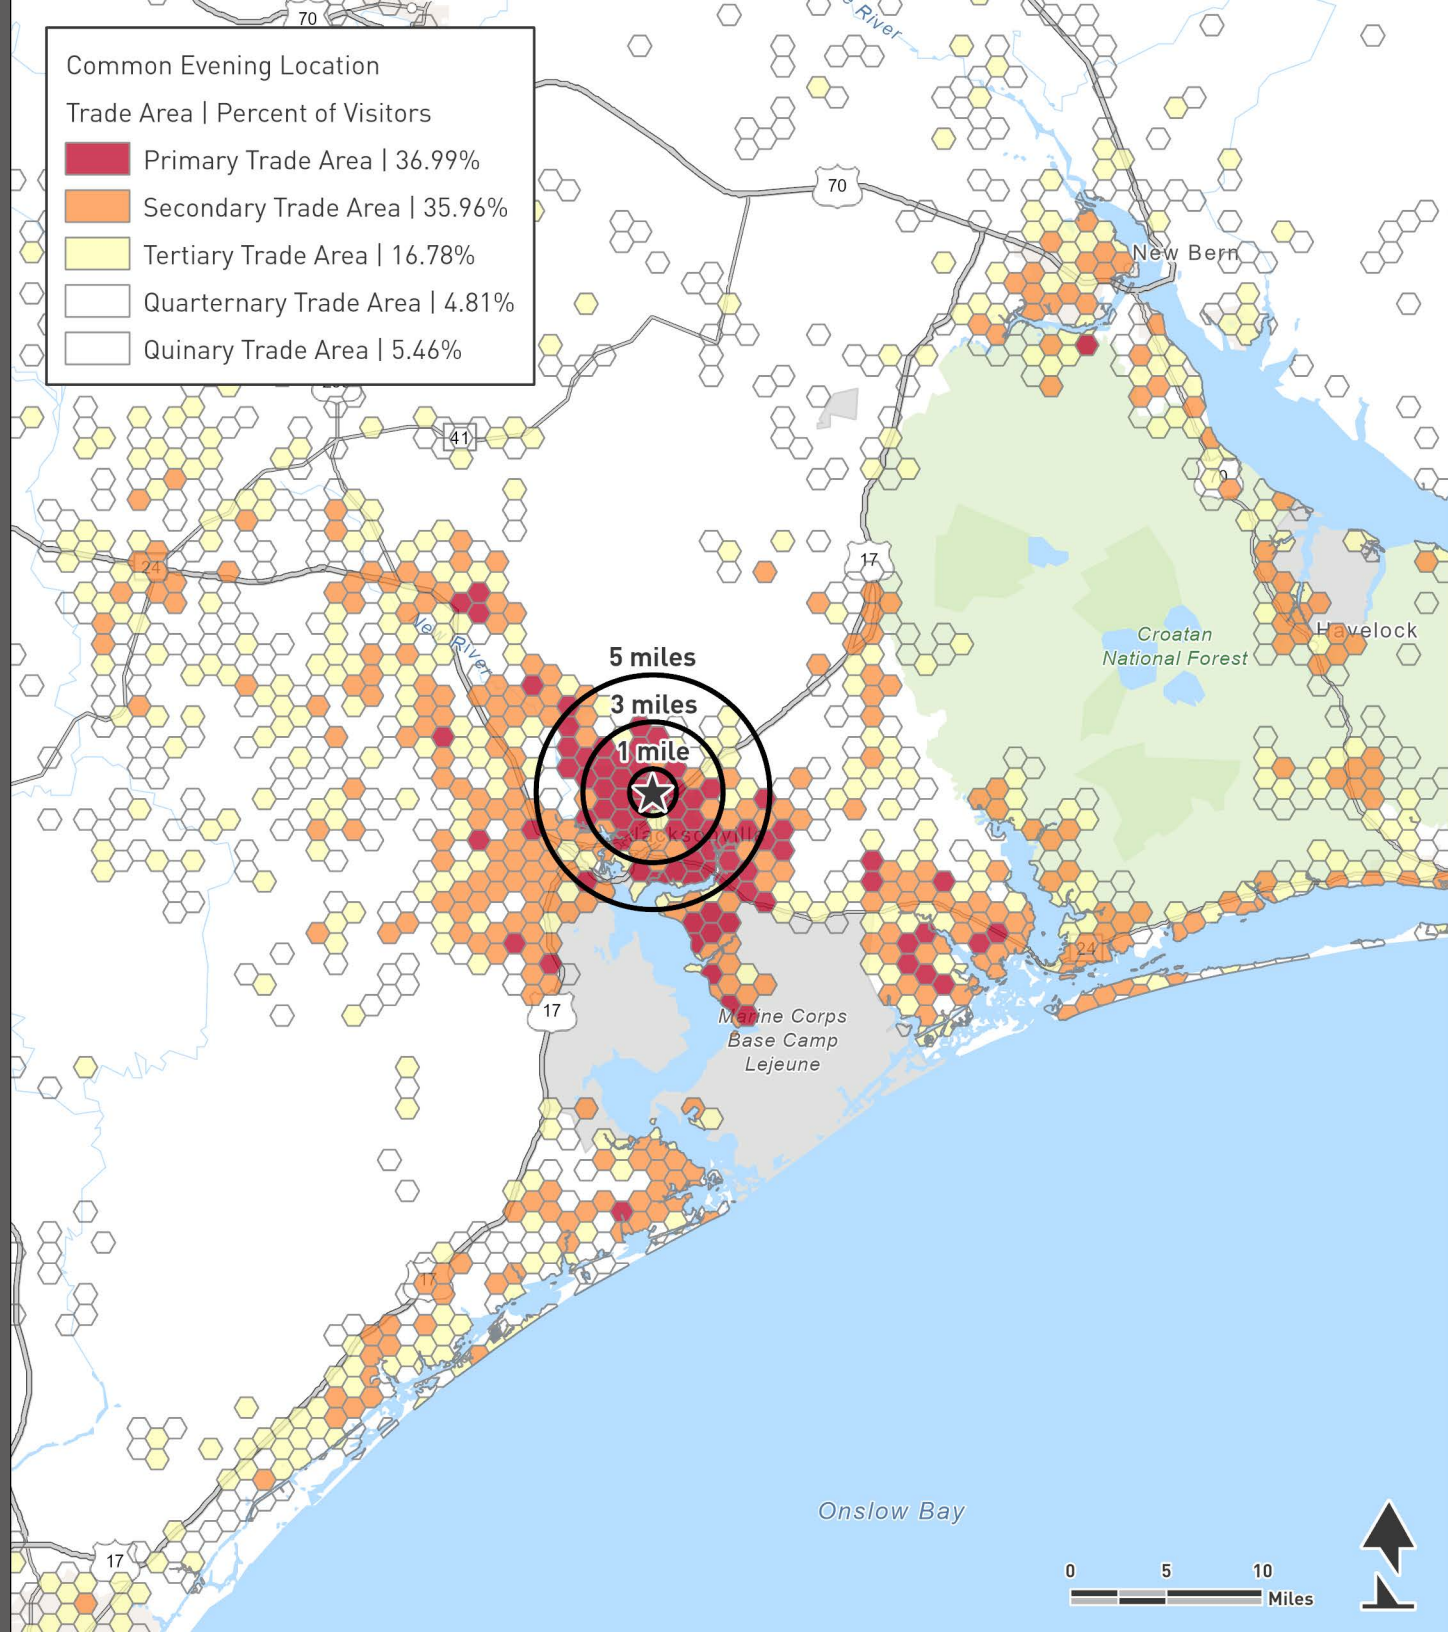 70
River
Common Evening Location
Trade Area | Percent of Visitors
Primary Trade Area | 36.99%
Secondary Trade Area | 35.96%
Tertiary Trade Area | 16.78%
Quarternary Trade Area | 4.81%
Quinary Trade Area | 5.46%
70
New Bern
41
17
24
New River
Croatan
National Forest
Havelock
5 miles
3 miles
1 mile
Jacksonville
24
17
Marine Corps
Base Camp
Lejeune
17
Onslow Bay
17
0 5 10
Miles